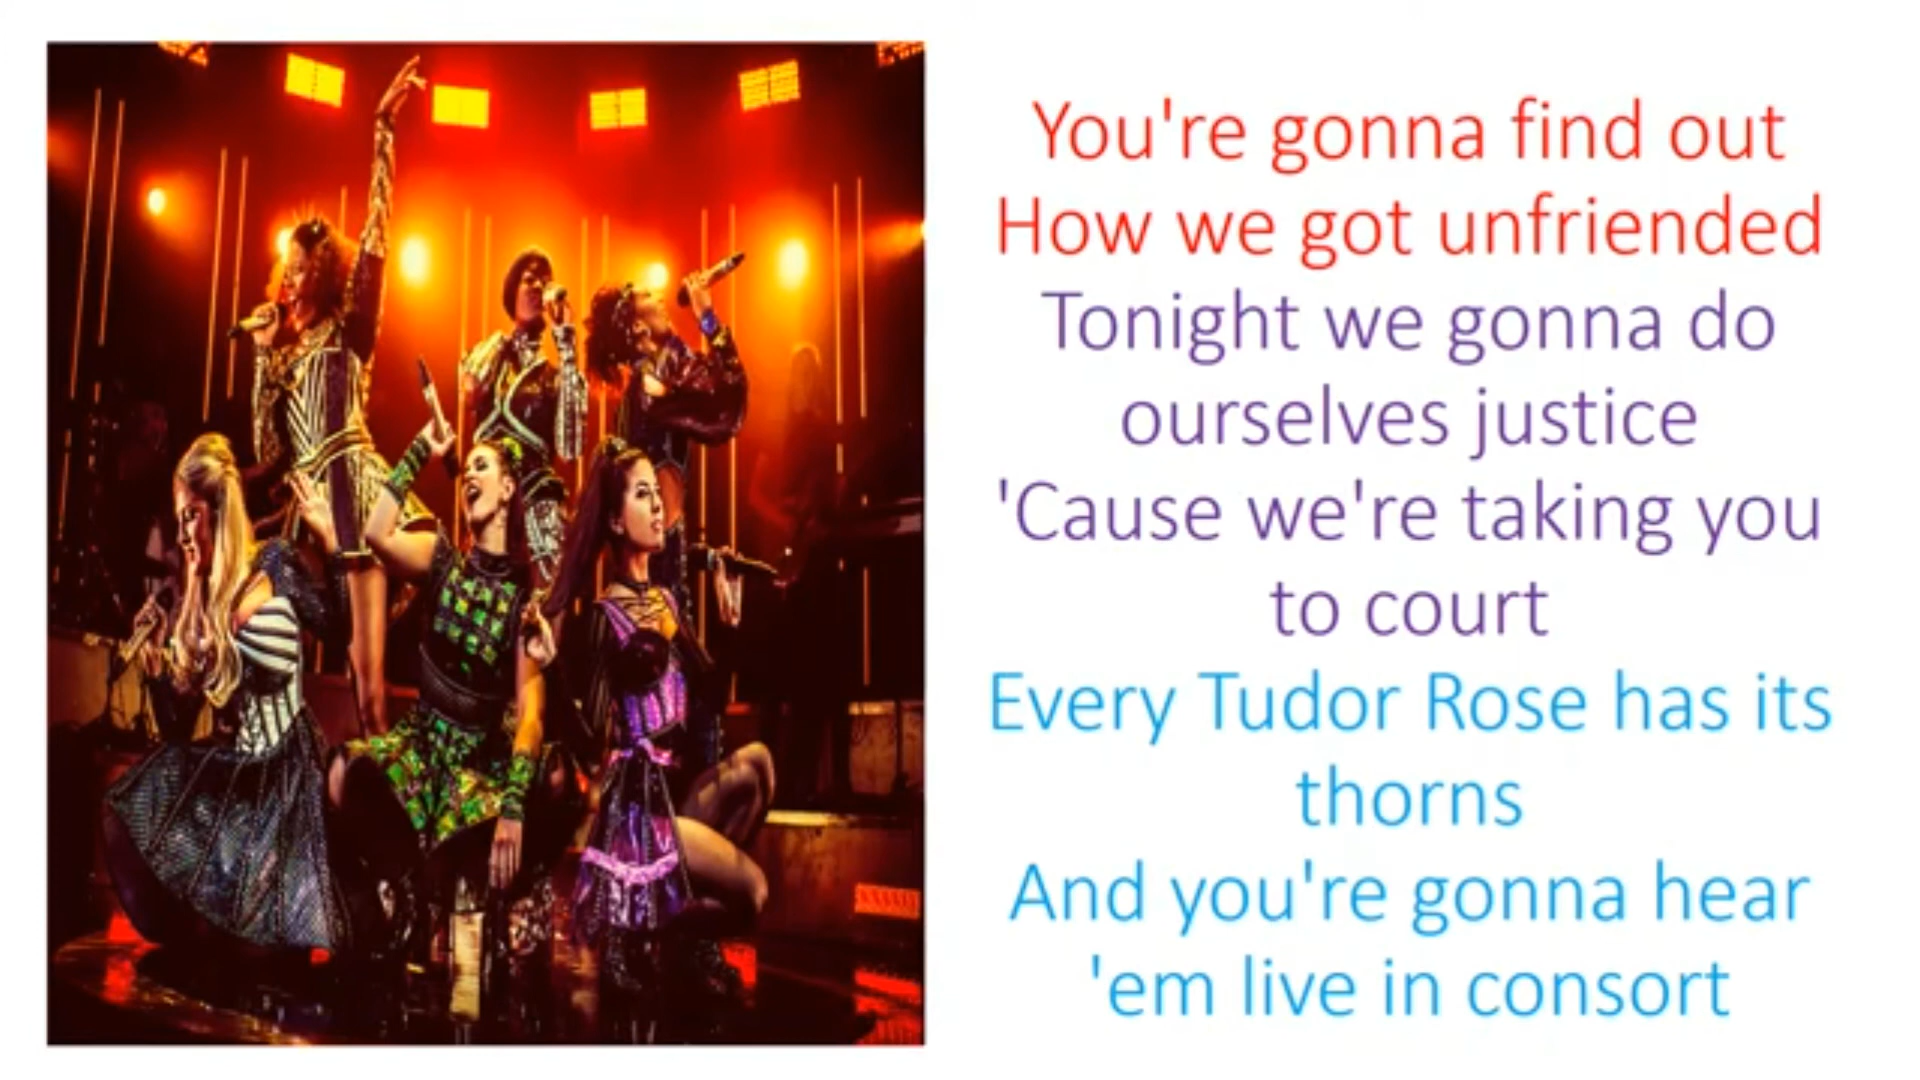 You're gonna find out
How we got unfriended
Tonight we gonna do
ourselves justice
'Cause we're taking you
to court
Every Tudor Rose has its
thorns
And you're gonna hear
'em live in consort